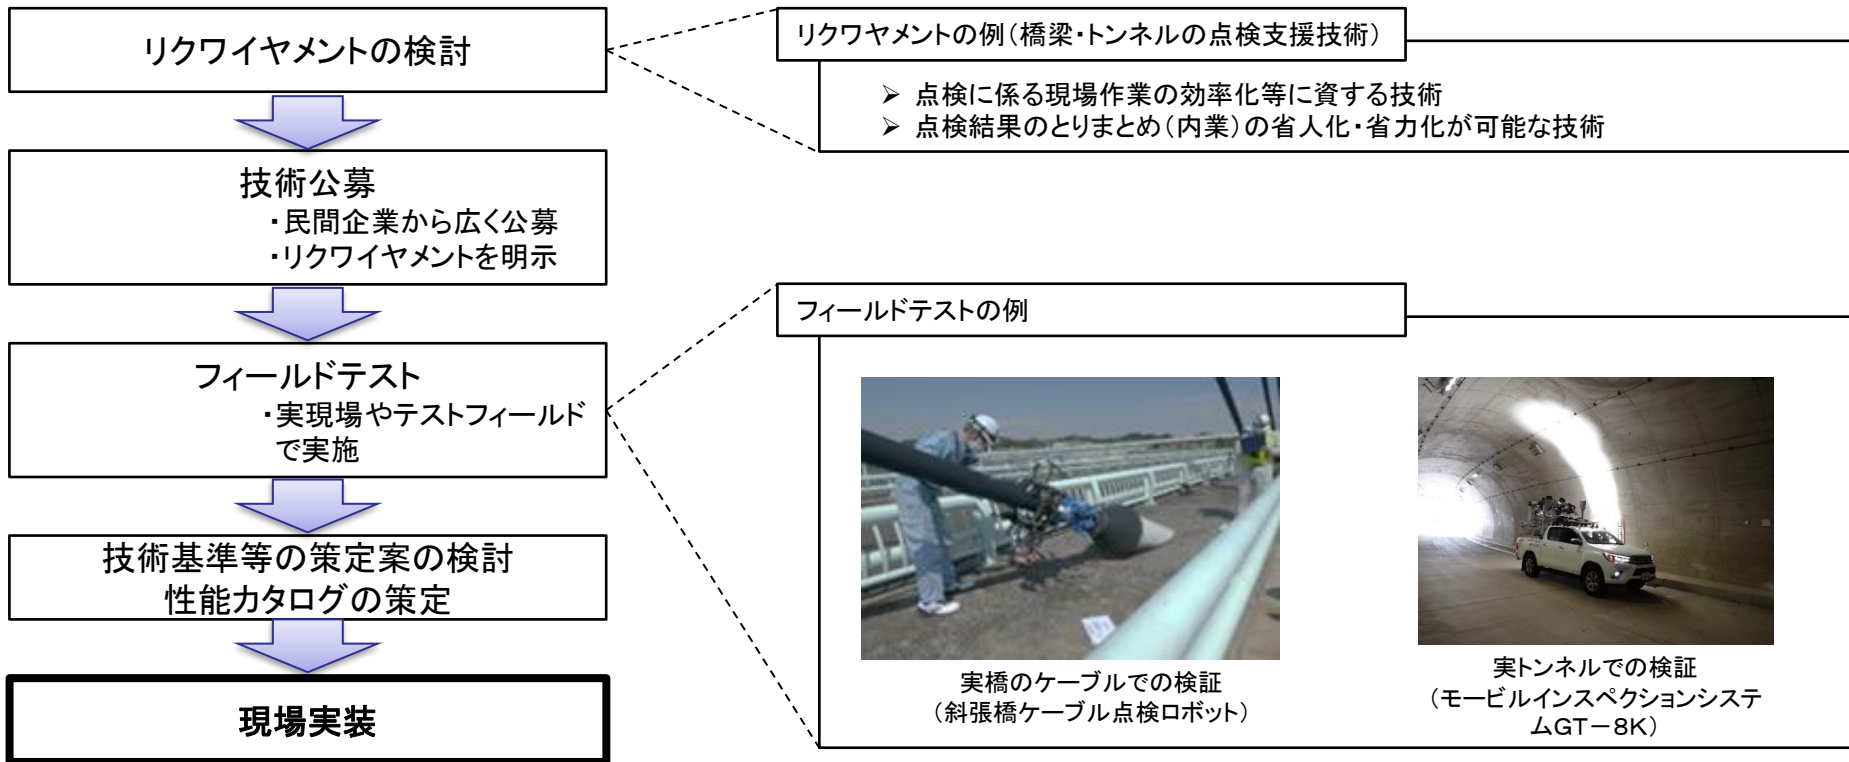 リクワイヤメントの検討
技術公募
・民間企業から広く公募
・リクワイヤメントを明示
フィールドテスト
・実現場やテストフィールド
で実施
技術基準等の策定案の検討
性能カタログの策定
現場実装
リクワヤメントの例（橋梁・トンネルの点検支援技術）
➢ 点検に係る現場作業の効率化等に資する技術
➢ 点検結果のとりまとめ（内業）の省人化・省力化が可能な技術
フィールドテストの例
実橋のケーブルでの検証
（斜張橋ケーブル点検ロボット）
実トンネルでの検証
（モービルインスペクションシステ
ムGT－8K）